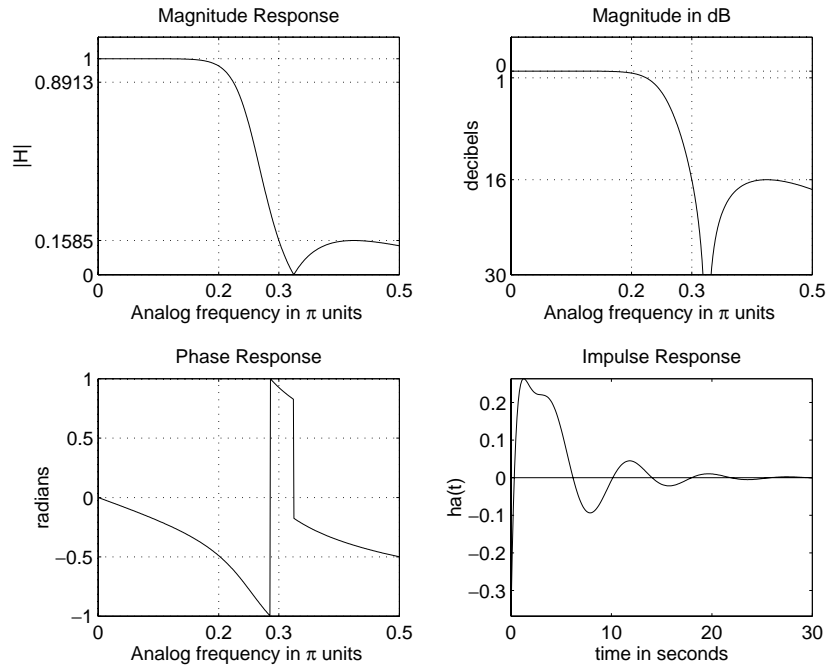 Magnitude Response
1
0.8913
0.1585
0
|H|
0
0.2
0.3
0.5
Analog frequency in π units
Magnitude in dB
0
1
16
30
decibels
0
0.2
0.3
0.5
Analog frequency in π units
Phase Response
1
0.5
0
−0.5
−1
radians
0
0.2
0.3
0.5
Analog frequency in π units
Impulse Response
0.2
0.1
0
−0.1
−0.2
−0.3
ha(t)
0
10
20
30
time in seconds